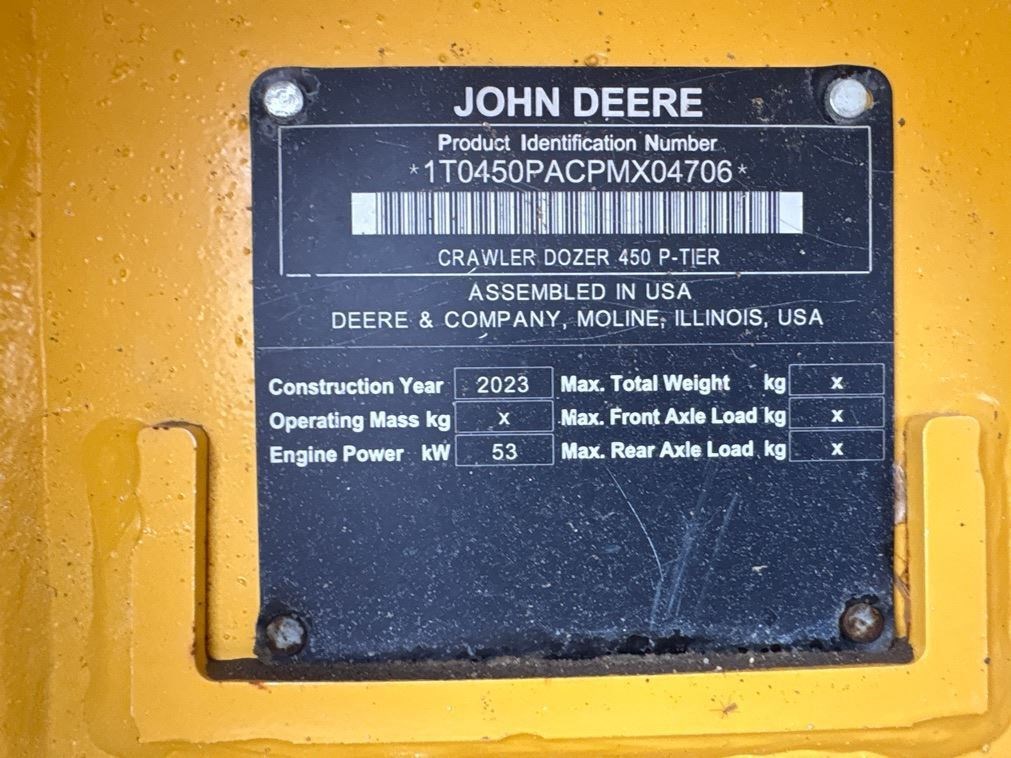 JOHN DEERE
Product Identification Number
*1T0450PACPMX04706*
CRAWLER DOZER 450 P-TIER
ASSEMBLED IN USA
DEERE & COMPANY, MOLINE, ILLINOIS, USA
Construction Year 2023 Max. Total Weight kg x
Operating Mass kg x Max. Front Axle Load kg x
Engine Power kW 53 Max. Rear Axle Load kg x